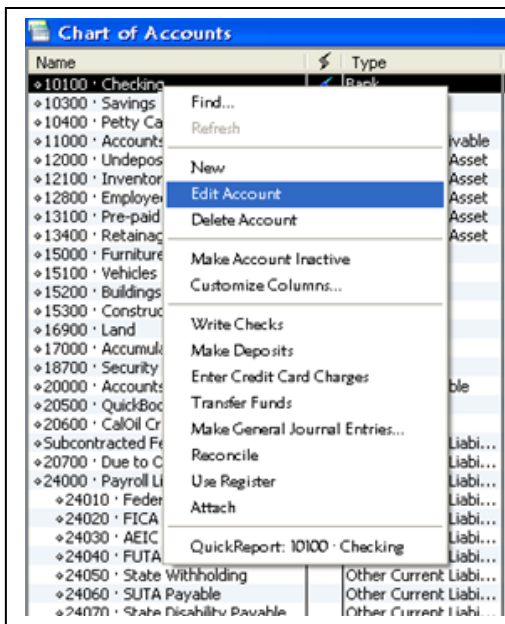 Chart of Accounts
Name Type
10100 · Checking Bank
10300 · Savings
10400 · Petty Ca
11000 · Accounts ivable
12000 · Undepos Asset
12100 · Inventor Asset
12800 · Employe Asset
13100 · Pre-paid Asset
13400 · Retainag Asset
15000 · Furniture
15100 · Vehicles
15200 · Buildings
15300 · Construc
16900 · Land
17000 · Accumula
18700 · Security
20000 · Accounts ble
20500 · QuickBoo
20600 · CalOil Cr
Subcontracted Fe Liabi...
20700 · Due to O Liabi...
24000 · Payroll Li Liabi...
24010 · Feder Liabi...
24020 · FICA Liabi...
24030 · AEIC Liabi...
24040 · FUTA Liabi...
24050 · State Withholding Other Current Liabi...
24060 · SUTA Payable Other Current Liabi...
24070 · State Disability Payable Other Current Liabi...
Find...
Refresh
New
Edit Account
Delete Account
Make Account Inactive
Customize Columns...
Write Checks
Make Deposits
Enter Credit Card Charges
Transfer Funds
Make General Journal Entries...
Reconcile
Use Register
Attach
QuickReport: 10100 · Checking